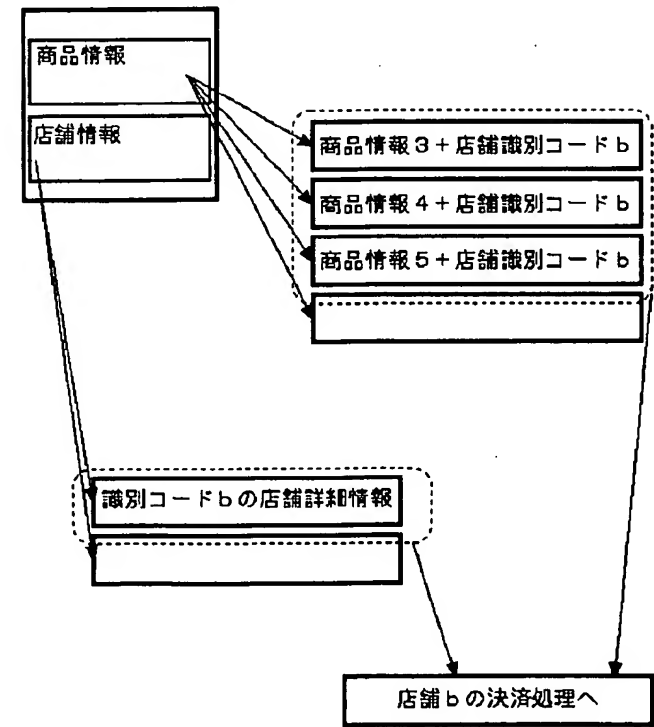 商品情報
店舗情報
商品情報3+店舗識別コードb
商品情報4+店舗識別コードb
商品情報5+店舗識別コードb
識別コードbの店舗詳細情報
店舗bの決済処理へ